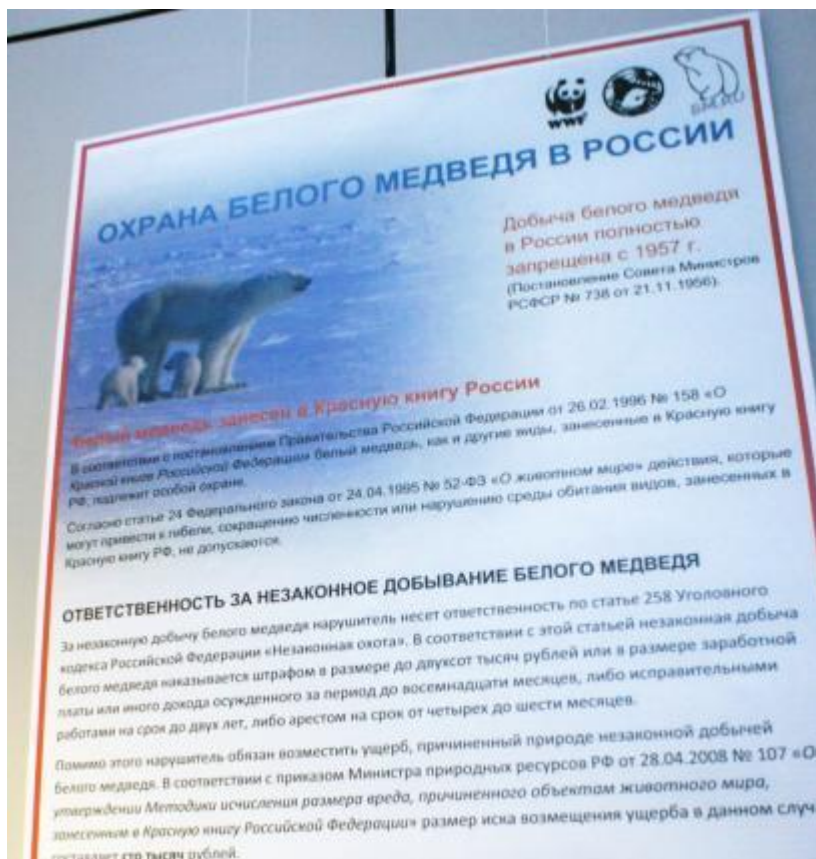 WWF
BM.RU
ОХРАНА БЕЛОГО МЕДВЕДЯ В РОССИИ
Добыча белого медведя
в России полностью
запрещена с 1957 г.
(Постановление Совета Министров
РСФСР № 738 от 21.11.1956).
Белый медведь занесен в Красную книгу России
В соответствии с постановлением Правительства Российской Федерации от 26.02.1996 № 158 «О
Красной книге Российской Федерации» белый медведь, как и другие виды, занесенные в Красную книгу
РФ, подлежит особой охране.
Согласно статье 24 Федерального закона от 24.04.1995 № 52-ФЗ «О животном мире» действия, которые
могут привести к гибели, сокращению численности или нарушению среды обитания видов, занесенных в
Красную книгу РФ, не допускаются.
ОТВЕТСТВЕННОСТЬ ЗА НЕЗАКОННОЕ ДОБЫВАНИЕ БЕЛОГО МЕДВЕДЯ
За незаконную добычу белого медведя нарушитель несет ответственность по статье 258 Уголовного
кодекса Российской Федерации «Незаконная охота». В соответствии с этой статьей незаконная добыча
белого медведя наказывается штрафом в размере до двухсот тысяч рублей или в размере заработной
платы или иного дохода осужденного за период до восемнадцати месяцев, либо исправительными
работами на срок до двух лет, либо арестом на срок от четырех до шести месяцев.
Помимо этого нарушитель обязан возместить ущерб, причиненный природе незаконной добычей
белого медведя. В соответствии с приказом Министра природных ресурсов РФ от 28.04.2008 № 107 «О
утверждении Методики исчисления размера вреда, причиненного объектам животного мира,
занесенным в Красную книгу Российской Федерации» размер иска возмещения ущерба в данном случ
составляет сто тысяч рублей.